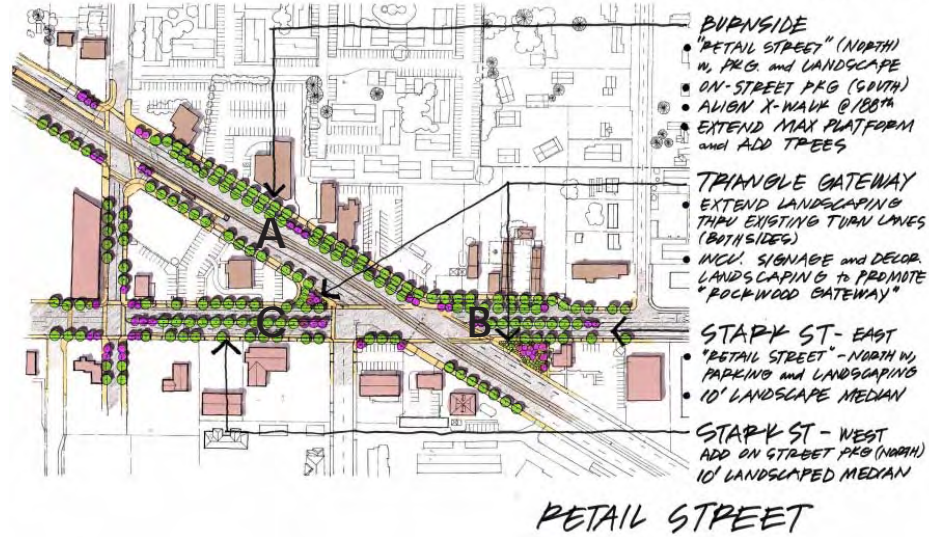 BURNSIDE
• "RETAIL STREET" (NORTH)
W, PKG. and LANDSCAPE
• ON-STREET PKG (SOUTH)
• ALIGN X-WALK @ 188th
• EXTEND MAX PLATFORM
and ADD TREES
TRIANGLE GATEWAY
• EXTEND LANDSCAPING
THRU EXISTING TURN LANES
(BOTH SIDES)
• INCL. SIGNAGE and DECOR.
LANDSCAPING to PROMOTE
"ROCKWOOD GATEWAY"
STARK ST - EAST
• "RETAIL STREET" - NORTH W,
PARKING and LANDSCAPING
• 10' LANDSCAPE MEDIAN
STARK ST - WEST
ADD ON STREET PKG (NORTH)
10' LANDSCAPED MEDIAN
A
B
C
RETAIL STREET